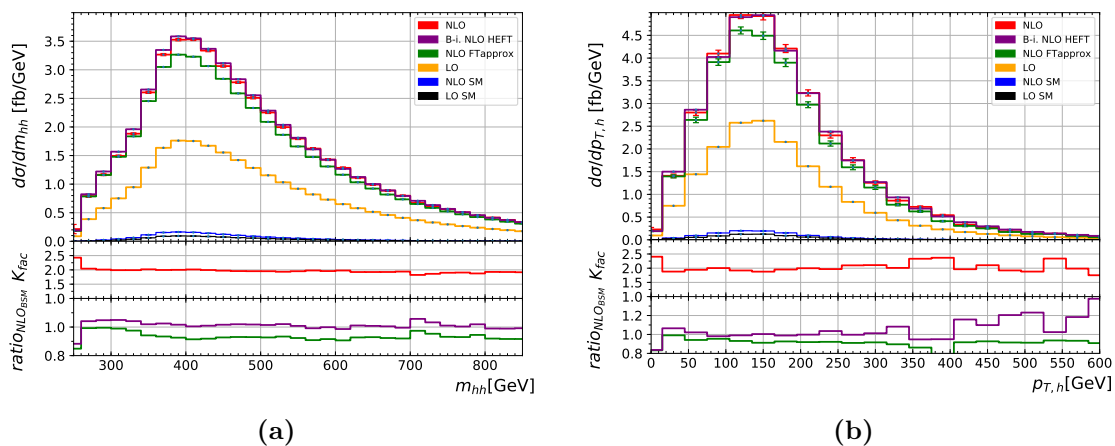 dσ/dm_hh [fb/GeV]
3.5
3.0
2.5
2.0
1.5
1.0
0.5
0.0
NLO
B-i. NLO HEFT
NLO FTapprox
LO
NLO SM
LO SM
K_fac
2.5
2.0
1.5
1.0
ratio_NLO_BSM
1.0
0.8
300 400 500 600 700 800
m_hh[GeV]
(a)
dσ/dp_T,h [fb/GeV]
4.5
4.0
3.5
3.0
2.5
2.0
1.5
1.0
0.5
0.0
NLO
B-i. NLO HEFT
NLO FTapprox
LO
NLO SM
LO SM
K_fac
2.5
2.0
1.5
1.0
ratio_NLO_BSM
1.2
1.0
0.8
0 50 100 150 200 250 300 350 400 450 500 550 600
p_T,h[GeV]
(b)